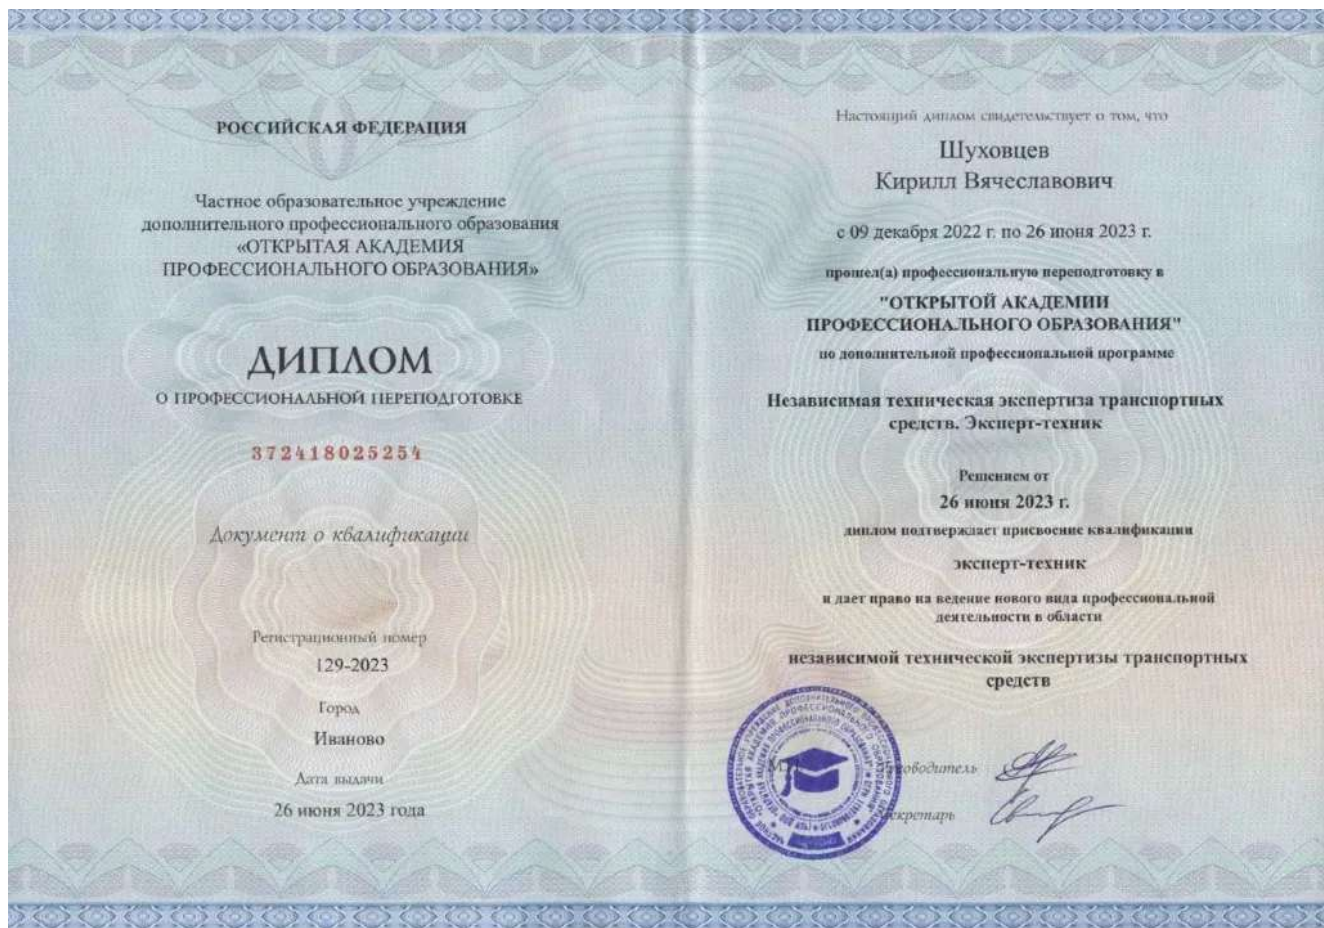 РОССИЙСКАЯ ФЕДЕРАЦИЯ
Частное образовательное учреждение
дополнительного профессионального образования
«ОТКРЫТАЯ АКАДЕМИЯ
ПРОФЕССИОНАЛЬНОГО ОБРАЗОВАНИЯ»
ДИПЛОМ
О ПРОФЕССИОНАЛЬНОЙ ПЕРЕПОДГОТОВКЕ
372418025254
Документ о квалификации
Регистрационный номер
129-2023
Город
Иваново
Дата выдачи
26 июня 2023 года
Настоящий диплом свидетельствует о том, что
Шуховцев
Кирилл Вячеславович
с 09 декабря 2022 г. по 26 июня 2023 г.
прошел(а) профессиональную переподготовку в
"ОТКРЫТОЙ АКАДЕМИИ
ПРОФЕССИОНАЛЬНОГО ОБРАЗОВАНИЯ"
по дополнительной профессиональной программе
Независимая техническая экспертиза транспортных
средств. Эксперт-техник
Решением от
26 июня 2023 г.
диплом подтверждает присвоение квалификации
эксперт-техник
и дает право на ведение нового вида профессиональной
деятельности в области
независимой технической экспертизы транспортных
средств
М.П.
Руководитель
Секретарь